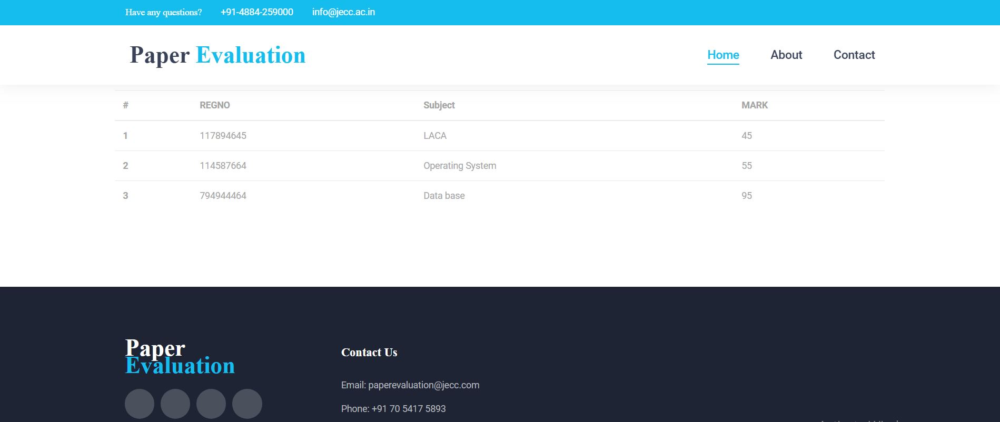 Have any questions? +91-4884-259000 info@jecc.ac.in
Paper Evaluation Home About Contact
# REGNO Subject MARK
1 117894645 LACA 45
2 114587664 Operating System 55
3 794944464 Data base 95
Paper
Evaluation
Contact Us
Email: paperevaluation@jecc.com
Phone: +91 70 5417 5893